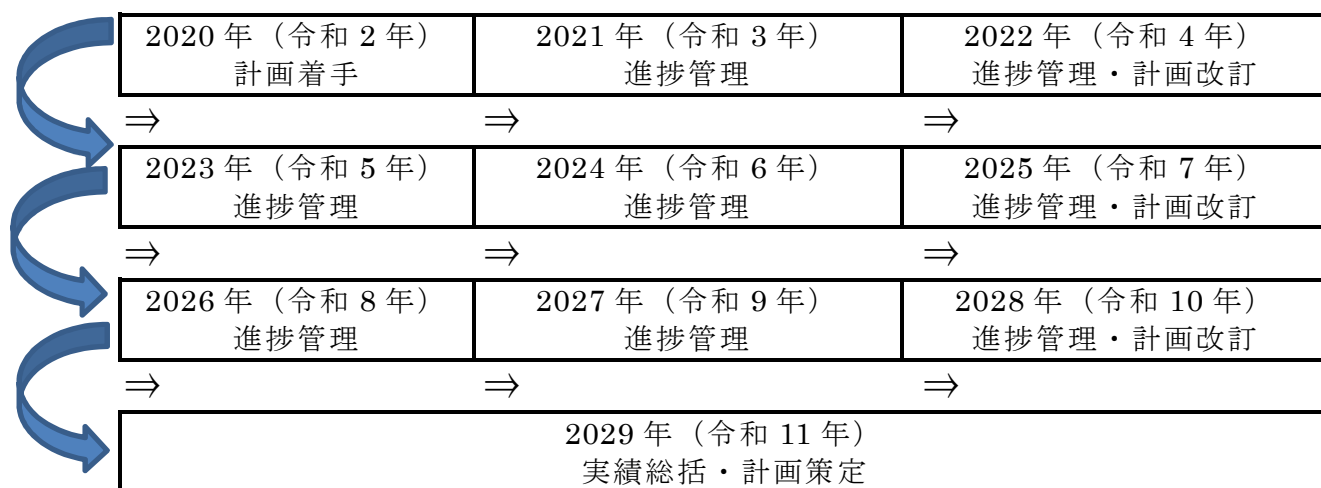 2020 年（令和 2 年）
計画着手
2021 年（令和 3 年）
進捗管理
2022 年（令和 4 年）
進捗管理・計画改訂
⇒ ⇒ ⇒
2023 年（令和 5 年）
進捗管理
2024 年（令和 6 年）
進捗管理
2025 年（令和 7 年）
進捗管理・計画改訂
⇒ ⇒ ⇒
2026 年（令和 8 年）
進捗管理
2027 年（令和 9 年）
進捗管理
2028 年（令和 10 年）
進捗管理・計画改訂
⇒ ⇒ ⇒
2029 年（令和 11 年）
実績総括・計画策定